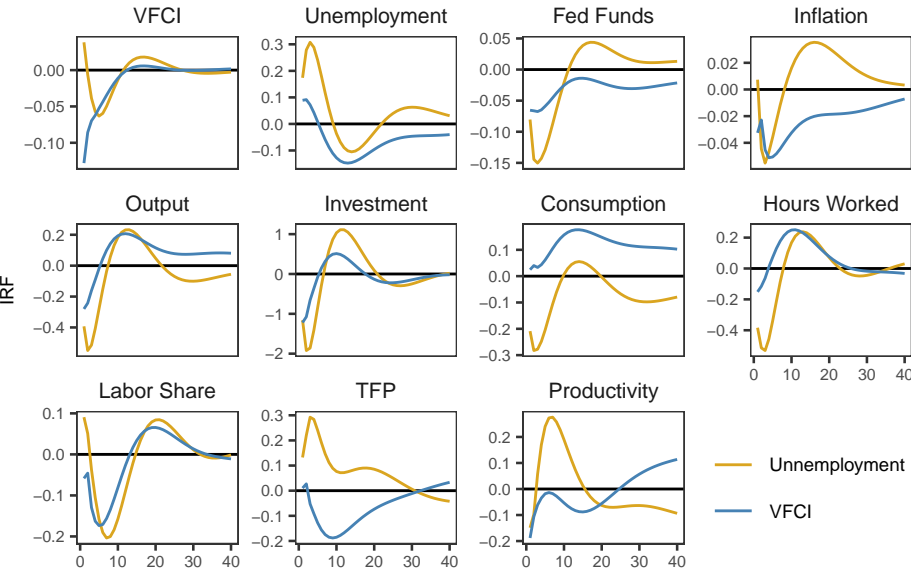 VFCI Unemployment Fed Funds Inflation
0.00 −0.05 −0.10
0.3 0.2 0.1 0.0 −0.1
0.05 0.00 −0.05 −0.10 −0.15
0.02 0.00 −0.02 −0.04
Output Investment Consumption Hours Worked
IRF
0.2 0.0 −0.2 −0.4
1 0 −1 −2
0.1 0.0 −0.1 −0.2 −0.3
0.2 0.0 −0.2 −0.4
0 10 20 30 40
Labor Share TFP Productivity
0.1 0.0 −0.1 −0.2
0.3 0.2 0.1 0.0 −0.1 −0.2
0.2 0.1 0.0 −0.1 −0.2
0 10 20 30 40
0 10 20 30 40
0 10 20 30 40
Unnemployment
VFCI